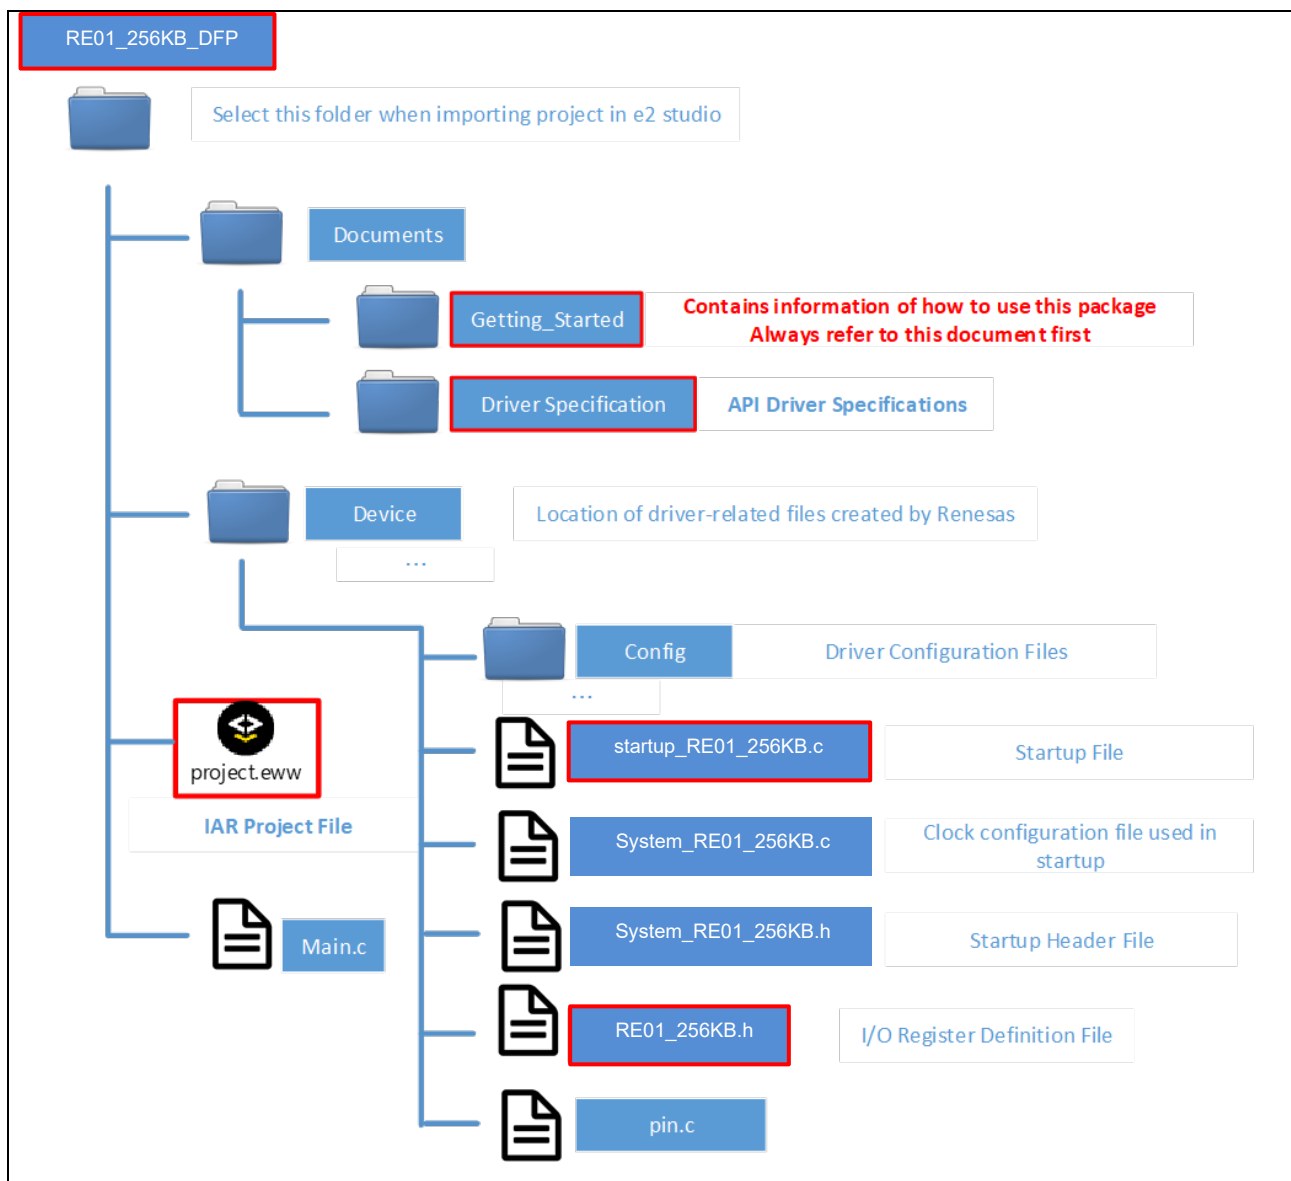 RE01_256KB_DFP
Select this folder when importing project in e2 studio
Documents
Getting_Started
Contains information of how to use this package
Always refer to this document first
Driver Specification
API Driver Specifications
Device
Location of driver-related files created by Renesas
...
Config
Driver Configuration Files
...
project.eww
IAR Project File
startup_RE01_256KB.c
Startup File
System_RE01_256KB.c
Clock configuration file used in
startup
System_RE01_256KB.h
Startup Header File
Main.c
RE01_256KB.h
I/O Register Definition File
pin.c